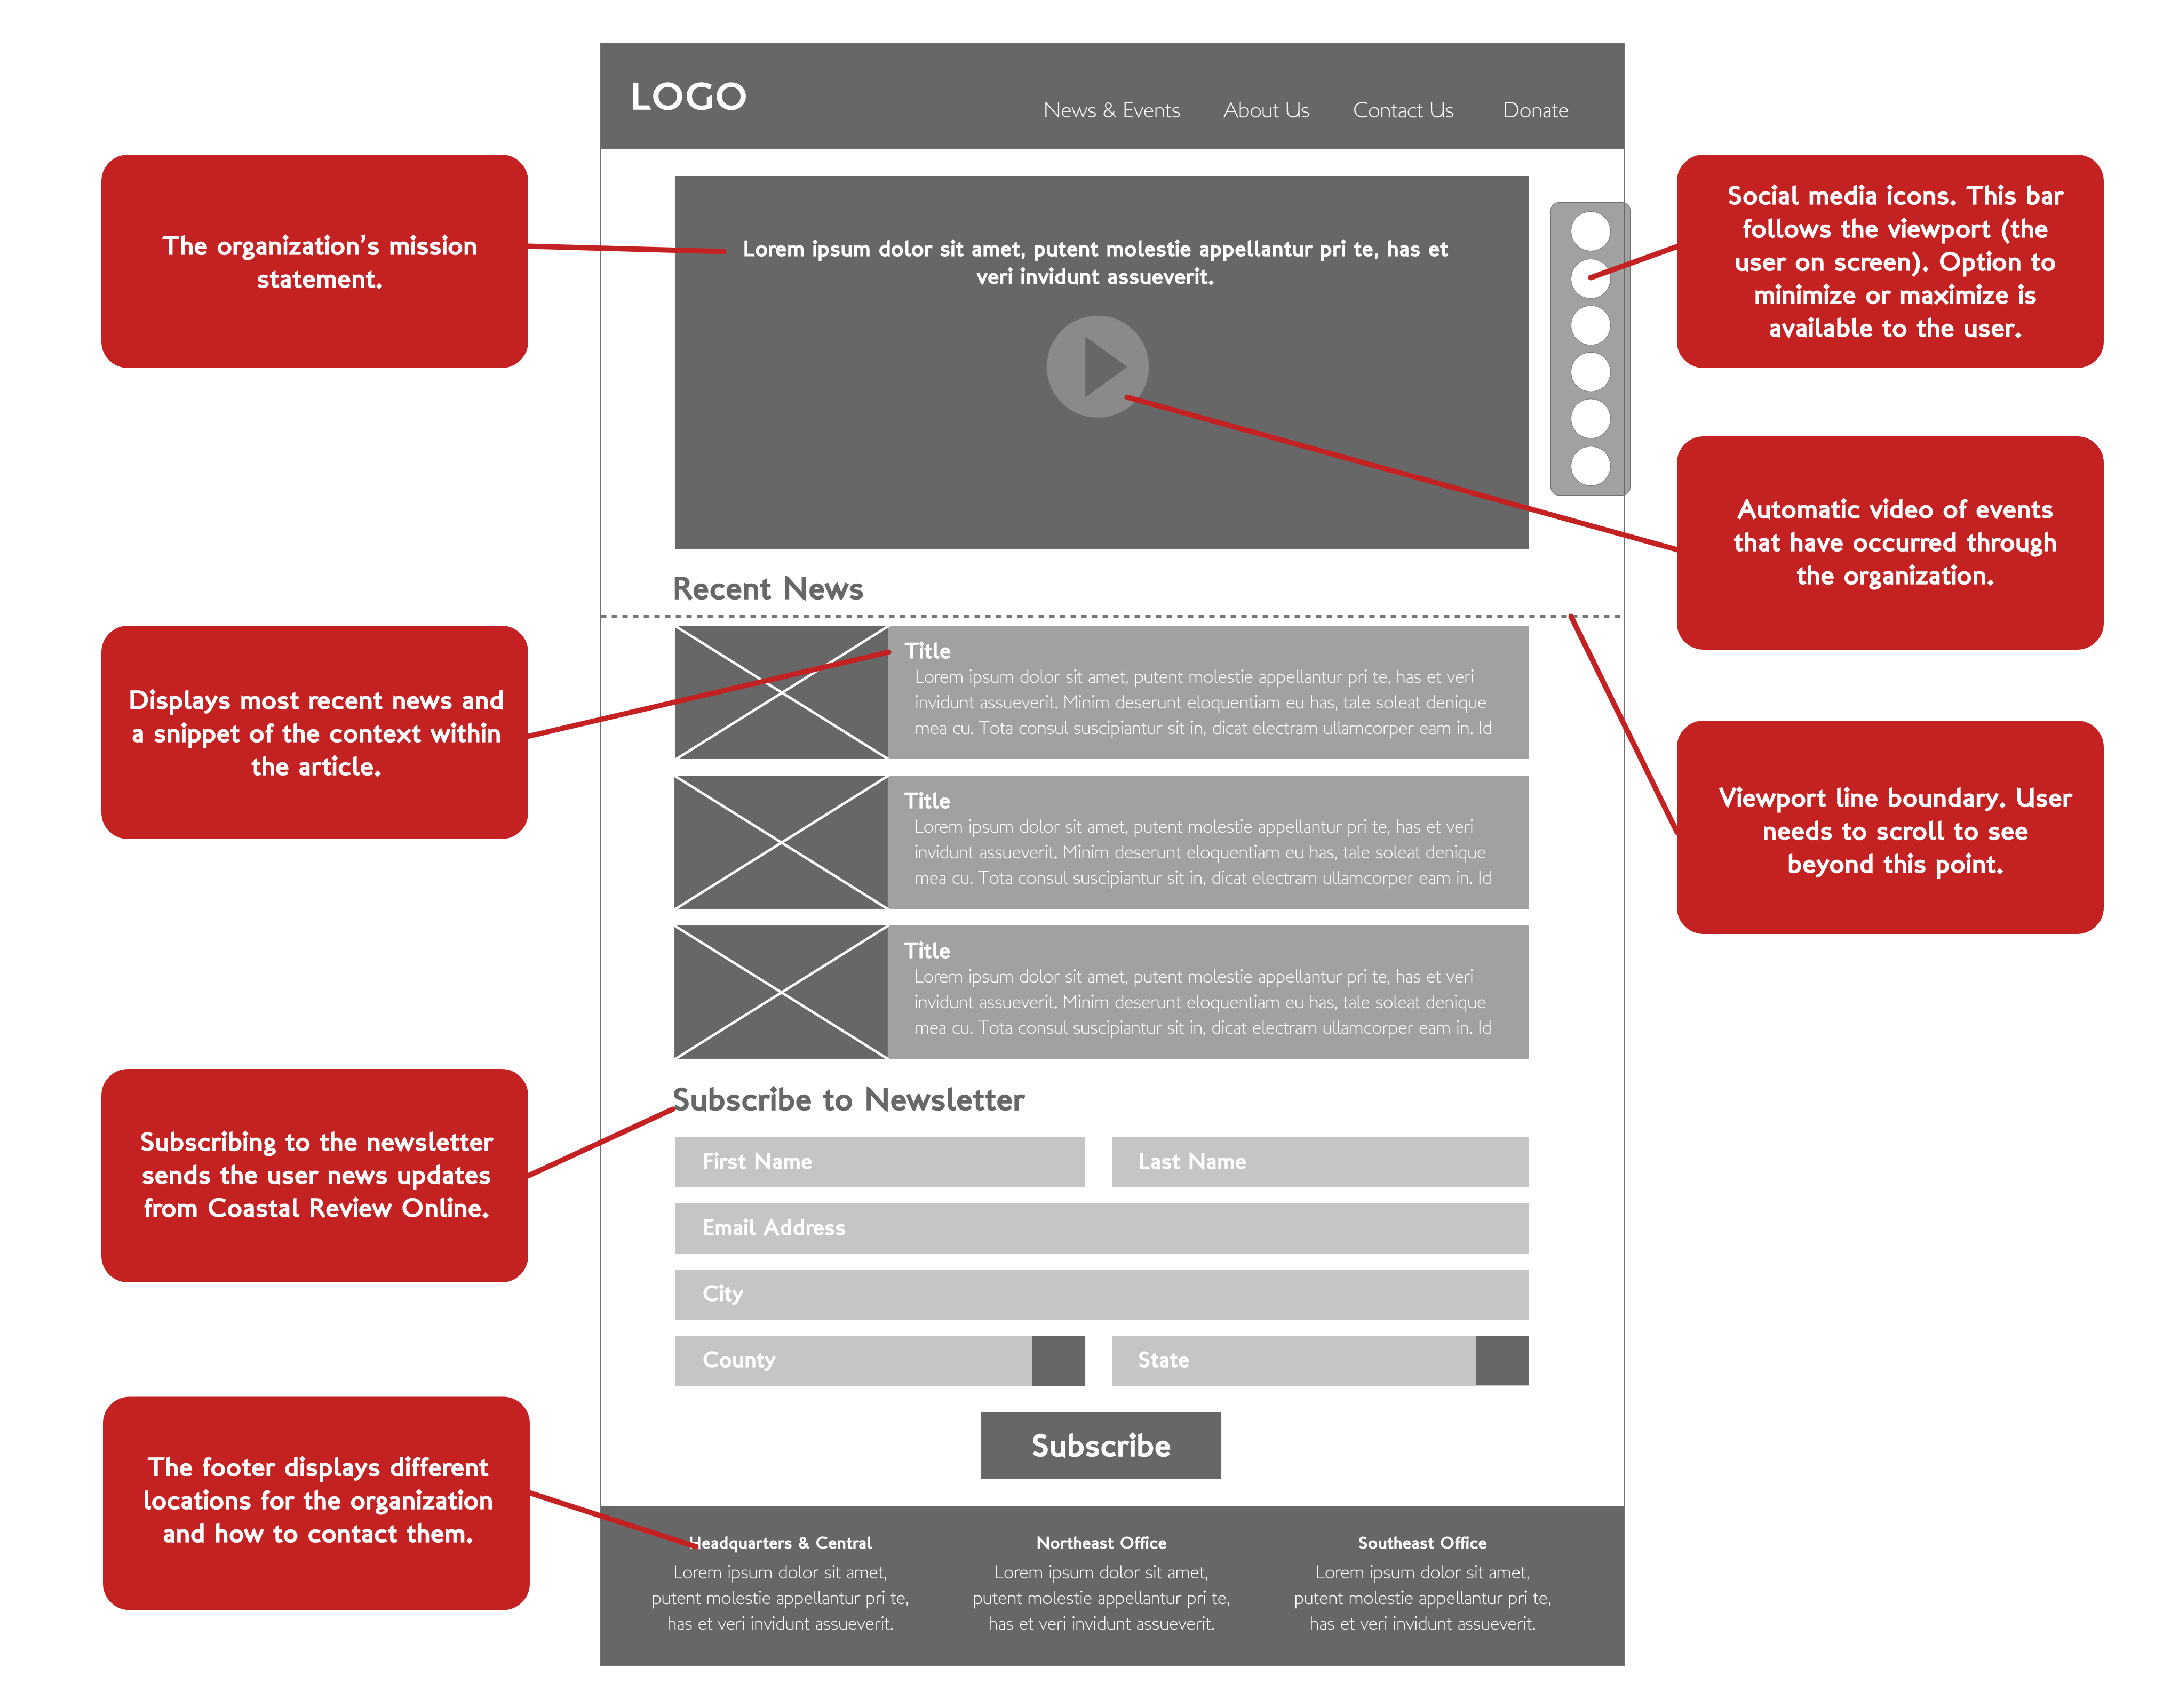 LOGO
News & Events
About Us
Contact Us
Donate
The organization's mission
statement.
Lorem ipsum dolor sit amet, putent molestie appellantur pri te, has et
veri invidunt assueverit.
Social media icons. This bar
follows the viewport (the
user on screen). Option to
minimize or maximize is
available to the user.
Automatic video of events
that have occurred through
the organization.
Recent News
Displays most recent news and
a snippet of the context within
the article.
Title
Lorem ipsum dolor sit amet, putent molestie appellantur pri te, has et veri
invidunt assueverit. Minim deserunt eloquentiam eu has, tale soleat denique
mea cu. Tota consul suscipiantur sit in, dicat electram ullamcorper eam in. Id
Viewport line boundary. User
needs to scroll to see
beyond this point.
Title
Lorem ipsum dolor sit amet, putent molestie appellantur pri te, has et veri
invidunt assueverit. Minim deserunt eloquentiam eu has, tale soleat denique
mea cu. Tota consul suscipiantur sit in, dicat electram ullamcorper eam in. Id
Title
Lorem ipsum dolor sit amet, putent molestie appellantur pri te, has et veri
invidunt assueverit. Minim deserunt eloquentiam eu has, tale soleat denique
mea cu. Tota consul suscipiantur sit in, dicat electram ullamcorper eam in. Id
Subscribe to Newsletter
Subscribing to the newsletter
sends the user news updates
from Coastal Review Online.
First Name
Last Name
Email Address
City
County
State
Subscribe
The footer displays different
locations for the organization
and how to contact them.
Headquarters & Central
Lorem ipsum dolor sit amet,
putent molestie appellantur pri te,
has et veri invidunt assueverit.
Northeast Office
Lorem ipsum dolor sit amet,
putent molestie appellantur pri te,
has et veri invidunt assueverit.
Southeast Office
Lorem ipsum dolor sit amet,
putent molestie appellantur pri te,
has et veri invidunt assueverit.